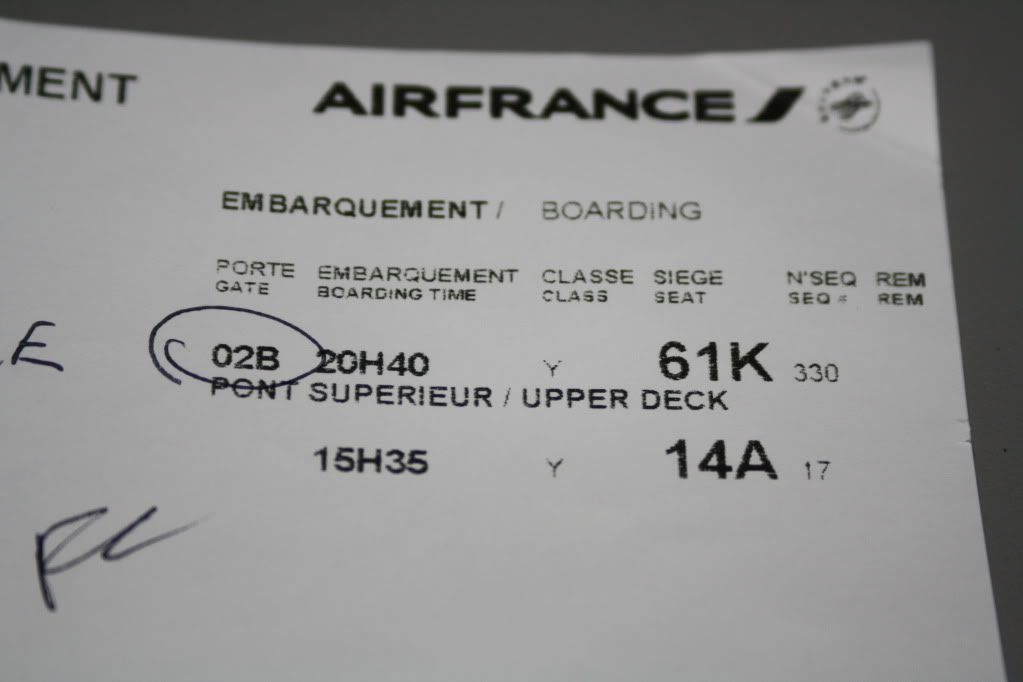 MENT AIRFRANCE
EMBARQUEMENT / BOARDING
PORTE EMBARQUEMENT CLASSE SIEGE N°SEQ REM
GATE BOARDING TIME CLASS SEAT SEQ # REM
E 02B 20H40 Y 61K 330
PONT SUPERIEUR / UPPER DECK
15H35 Y 14A 17